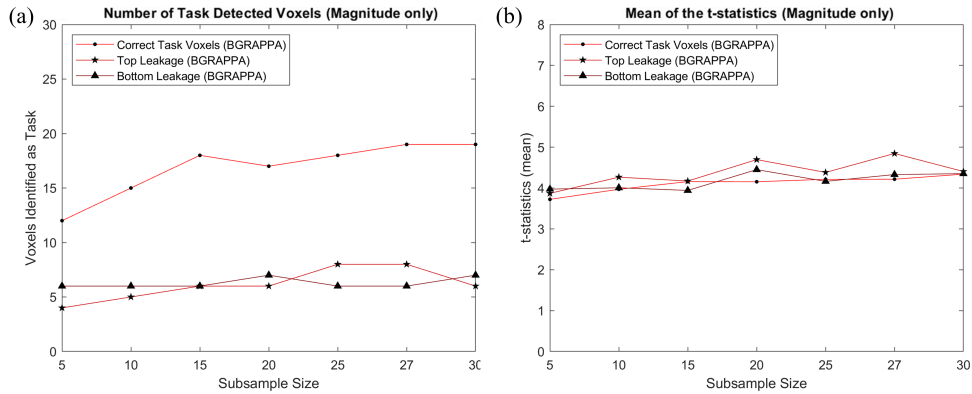 (a)
Number of Task Detected Voxels (Magnitude only)
Correct Task Voxels (BGRAPPA)
Top Leakage (BGRAPPA)
Bottom Leakage (BGRAPPA)
Voxels Identified as Task
30
25
20
15
10
5
0
5 10 15 20 25 27 30
Subsample Size
(b)
Mean of the t-statistics (Magnitude only)
Correct Task Voxels (BGRAPPA)
Top Leakage (BGRAPPA)
Bottom Leakage (BGRAPPA)
t-statistics (mean)
8
7
6
5
4
3
2
1
0
5 10 15 20 25 27 30
Subsample Size